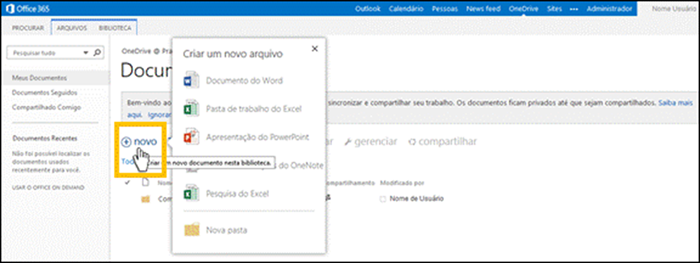 Office 365
Outlook Calendário Pessoas News feed OneDrive Sites ... Administrador Nome Usuário
PROCURAR ARQUIVOS BIBLIOTECA
Pesquisar tudo
Meus Documentos
Documentos Seguidos
Compartilhado Comigo
Documentos Recentes
Não foi possível localizar os
documentos usados
recentemente para você.
USAR O OFFICE ON DEMAND
OneDrive @ Pra
Docum
Bem-vindo ao sincronizar e compartilhar seu trabalho. Os documentos ficam privados até que sejam compartilhados. Saiba mais
aqui. Ignorar
novo
gerenciar compartilhar
Criar um novo documento nesta biblioteca.
Nom compartilhamento Modificado por
Com Nome de Usuário
Criar um novo arquivo
Documento do Word
Pasta de trabalho do Excel
Apresentação do PowerPoint
ões do OneNote
Pesquisa do Excel
Nova pasta